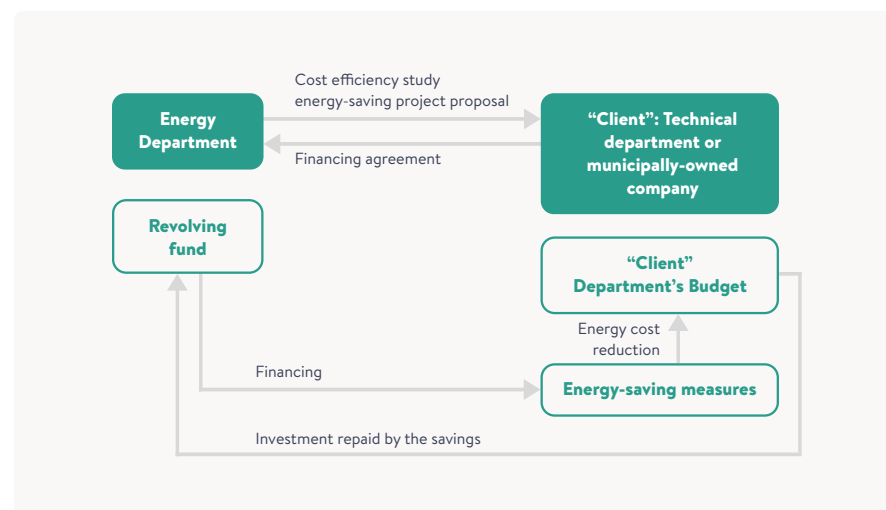 Cost efficiency study
energy-saving project proposal
Energy
Department
Financing agreement
“Client”: Technical
department or
municipally-owned
company
Revolving
fund
“Client”
Department’s Budget
Energy cost
reduction
Financing
Energy-saving measures
Investment repaid by the savings